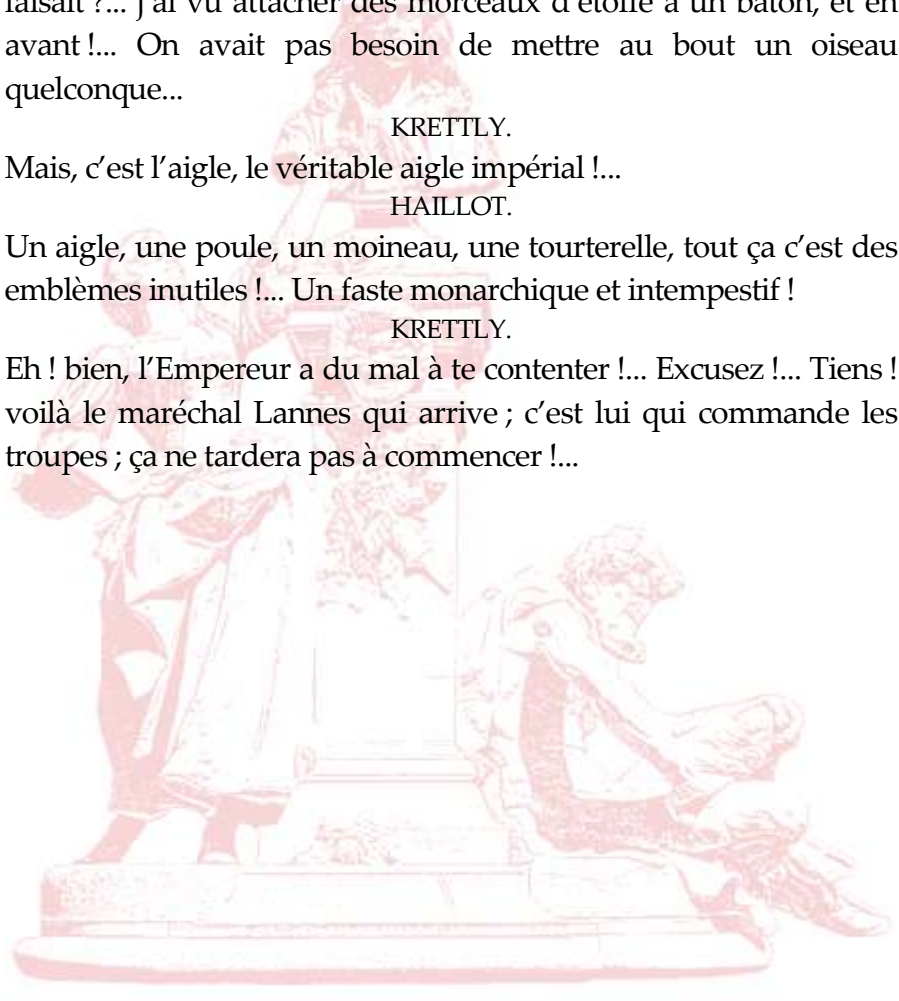 faisait ?... j'ai vu attacher des morceaux d'étoffe à un bâton, et en
avant !... On avait pas besoin de mettre au bout un oiseau
quelconque...
KRETTLY.
Mais, c'est l'aigle, le véritable aigle impérial !...
HAILLOT.
Un aigle, une poule, un moineau, une tourterelle, tout ça c'est des
emblèmes inutiles !... Un faste monarchique et intempestif !
KRETTLY.
Eh ! bien, l'Empereur a du mal à te contenter !... Excusez !... Tiens !
voilà le maréchal Lannes qui arrive ; c'est lui qui commande les
troupes ; ça ne tardera pas à commencer !...